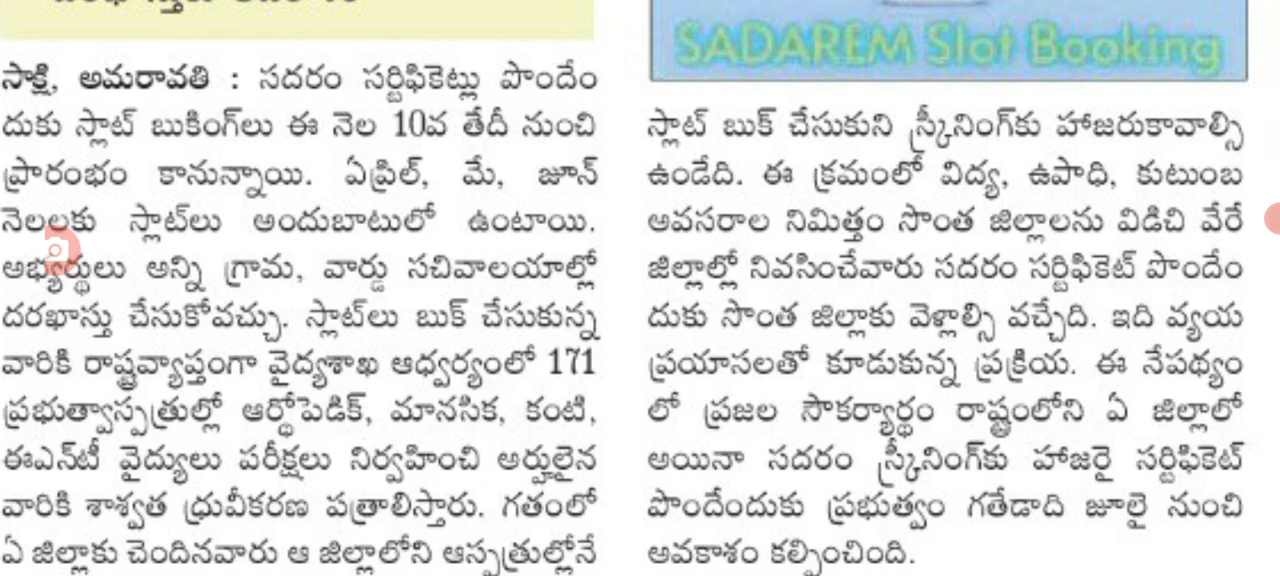 సాక్షి, అమరావతి : సదరం సర్టిఫికెట్లు పొందేం
దుకు స్లాట్ బుకింగ్‌లు ఈ నెల 10వ తేదీ నుంచి
ప్రారంభం కానున్నాయి. ఏప్రిల్, మే, జూన్
నెలలకు స్లాట్‌లు అందుబాటులో ఉంటాయి.
అభ్యర్థులు అన్ని గ్రామ, వార్డు సచివాలయాల్లో
దరఖాస్తు చేసుకోవచ్చు. స్లాట్‌లు బుక్ చేసుకున్న
వారికి రాష్ట్రవ్యాప్తంగా వైద్యశాఖ ఆధ్వర్యంలో 171
ప్రభుత్వాస్పత్రుల్లో ఆర్థోపెడిక్, మానసిక, కంటి,
ఈఎన్‌టీ వైద్యులు పరీక్షలు నిర్వహించి అర్హులైన
వారికి శాశ్వత ధ్రువీకరణ పత్రాలిస్తారు. గతంలో
ఏ జిల్లాకు చెందినవారు ఆ జిల్లాలోని ఆస్పత్రుల్లోనే
SADAREM Slot Booking
స్లాట్ బుక్ చేసుకుని స్క్రీనింగ్‌కు హాజరుకావాల్సి
ఉండేది. ఈ క్రమంలో విద్య, ఉపాధి, కుటుంబ
అవసరాల నిమిత్తం సొంత జిల్లాలను విడిచి వేరే
జిల్లాల్లో నివసించేవారు సదరం సర్టిఫికెట్ పొందేం
దుకు సొంత జిల్లాకు వెళ్లాల్సి వచ్చేది. ఇది వ్యయ
ప్రయాసలతో కూడుకున్న ప్రక్రియ. ఈ నేపథ్యం
లో ప్రజల సౌకర్యార్థం రాష్ట్రంలోని ఏ జిల్లాలో
అయినా సదరం స్క్రీనింగ్‌కు హాజరై సర్టిఫికెట్
పొందేందుకు ప్రభుత్వం గతేడాది జూలై నుంచి
అవకాశం కల్పించింది.